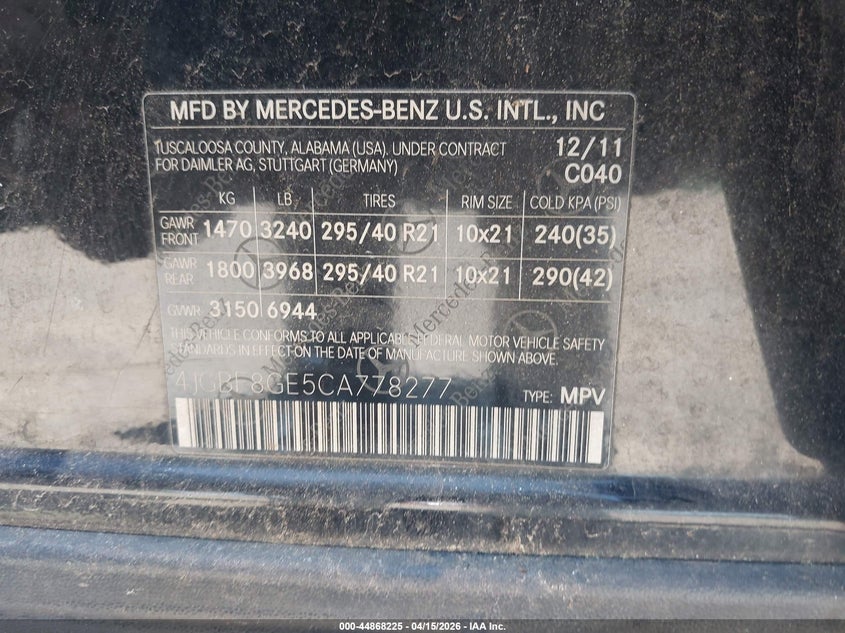 MFD BY MERCEDES-BENZ U.S. INTL., INC
TUSCALOOSA COUNTY, ALABAMA (USA). UNDER CONTRACT 12/11
FOR DAIMLER AG, STUTTGART (GERMANY) C040
KG LB TIRES RIM SIZE COLD KPA (PSI)
GAWR FRONT 1470 3240 295/40 R21 10x21 240(35)
GAWR REAR 1800 3968 295/40 R21 10x21 290(42)
GVWR 3150 6944
THIS VEHICLE CONFORMS TO ALL APPLICABLE FEDERAL MOTOR VEHICLE SAFETY
STANDARDS IN EFFECT ON THE DATE OF MANUFACTURE SHOWN ABOVE.
4JGBF8GE5CA778277 TYPE: MPV
000-44868225 - 04/15/2026 - IAA Inc.